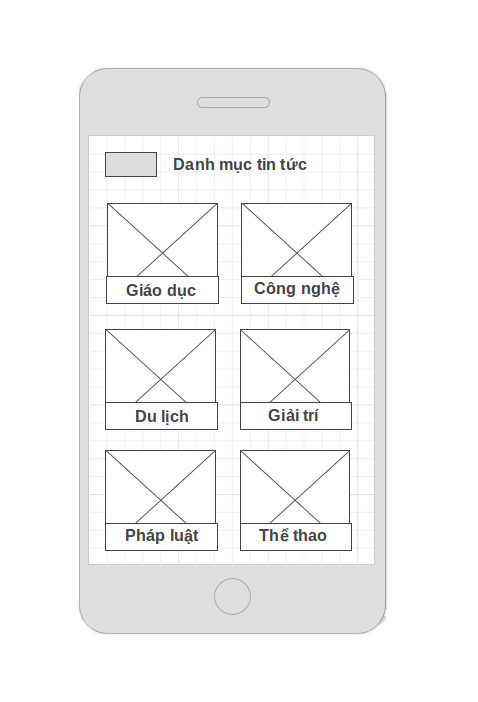 Danh mục tin tức
Giáo dục
Công nghệ
Du lịch
Giải trí
Pháp luật
Thể thao